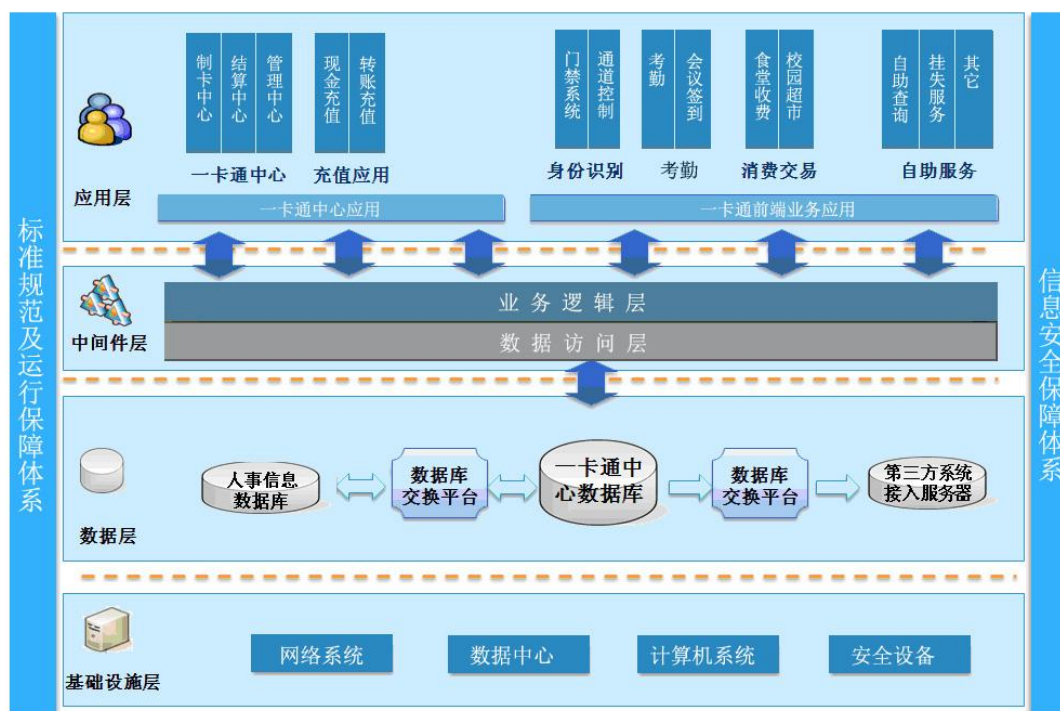 标准规范及运行保障体系
制卡中心
结算中心
管理中心
现金充值
转账充值
门禁系统
通道控制
考勤
会议签到
食堂收费
校园超市
自助查询
挂失服务
其它
一卡通中心
充值应用
身份识别
考勤
消费交易
自助服务
应用层
一卡通中心应用
一卡通前端业务应用
业务逻辑层
数据访问层
中间件层
人事信息
数据库
数据库
交换平台
一卡通中
心数据库
数据库
交换平台
第三方系统
接入服务器
数据层
网络系统
数据中心
计算机系统
安全设备
基础设施层
信息安全保障体系